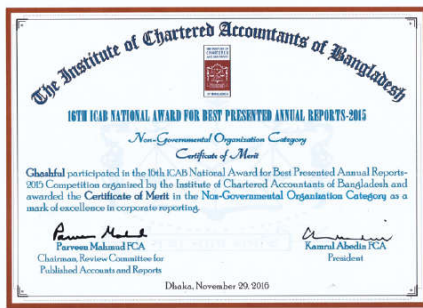 The Institute of Chartered Accountants of Bangladesh
16TH ICAB NATIONAL AWARD FOR BEST PRESENTED ANNUAL REPORTS-2015
Non-Governmental Organization Category
Certificate of Merit
Ghashful participated in the 16th ICAB National Award for Best Presented Annual Reports-
2015 Competition organised by the Institute of Chartered Accountants of Bangladesh and
awarded the Certificate of Merit in the Non-Governmental Organization Category as a
mark of excellence in corporate reporting.
Parveen Mahmud FCA
Chairman, Review Committee for
Published Accounts and Reports
Kamrul Abedin FCA
President
Dhaka, November 29, 2016